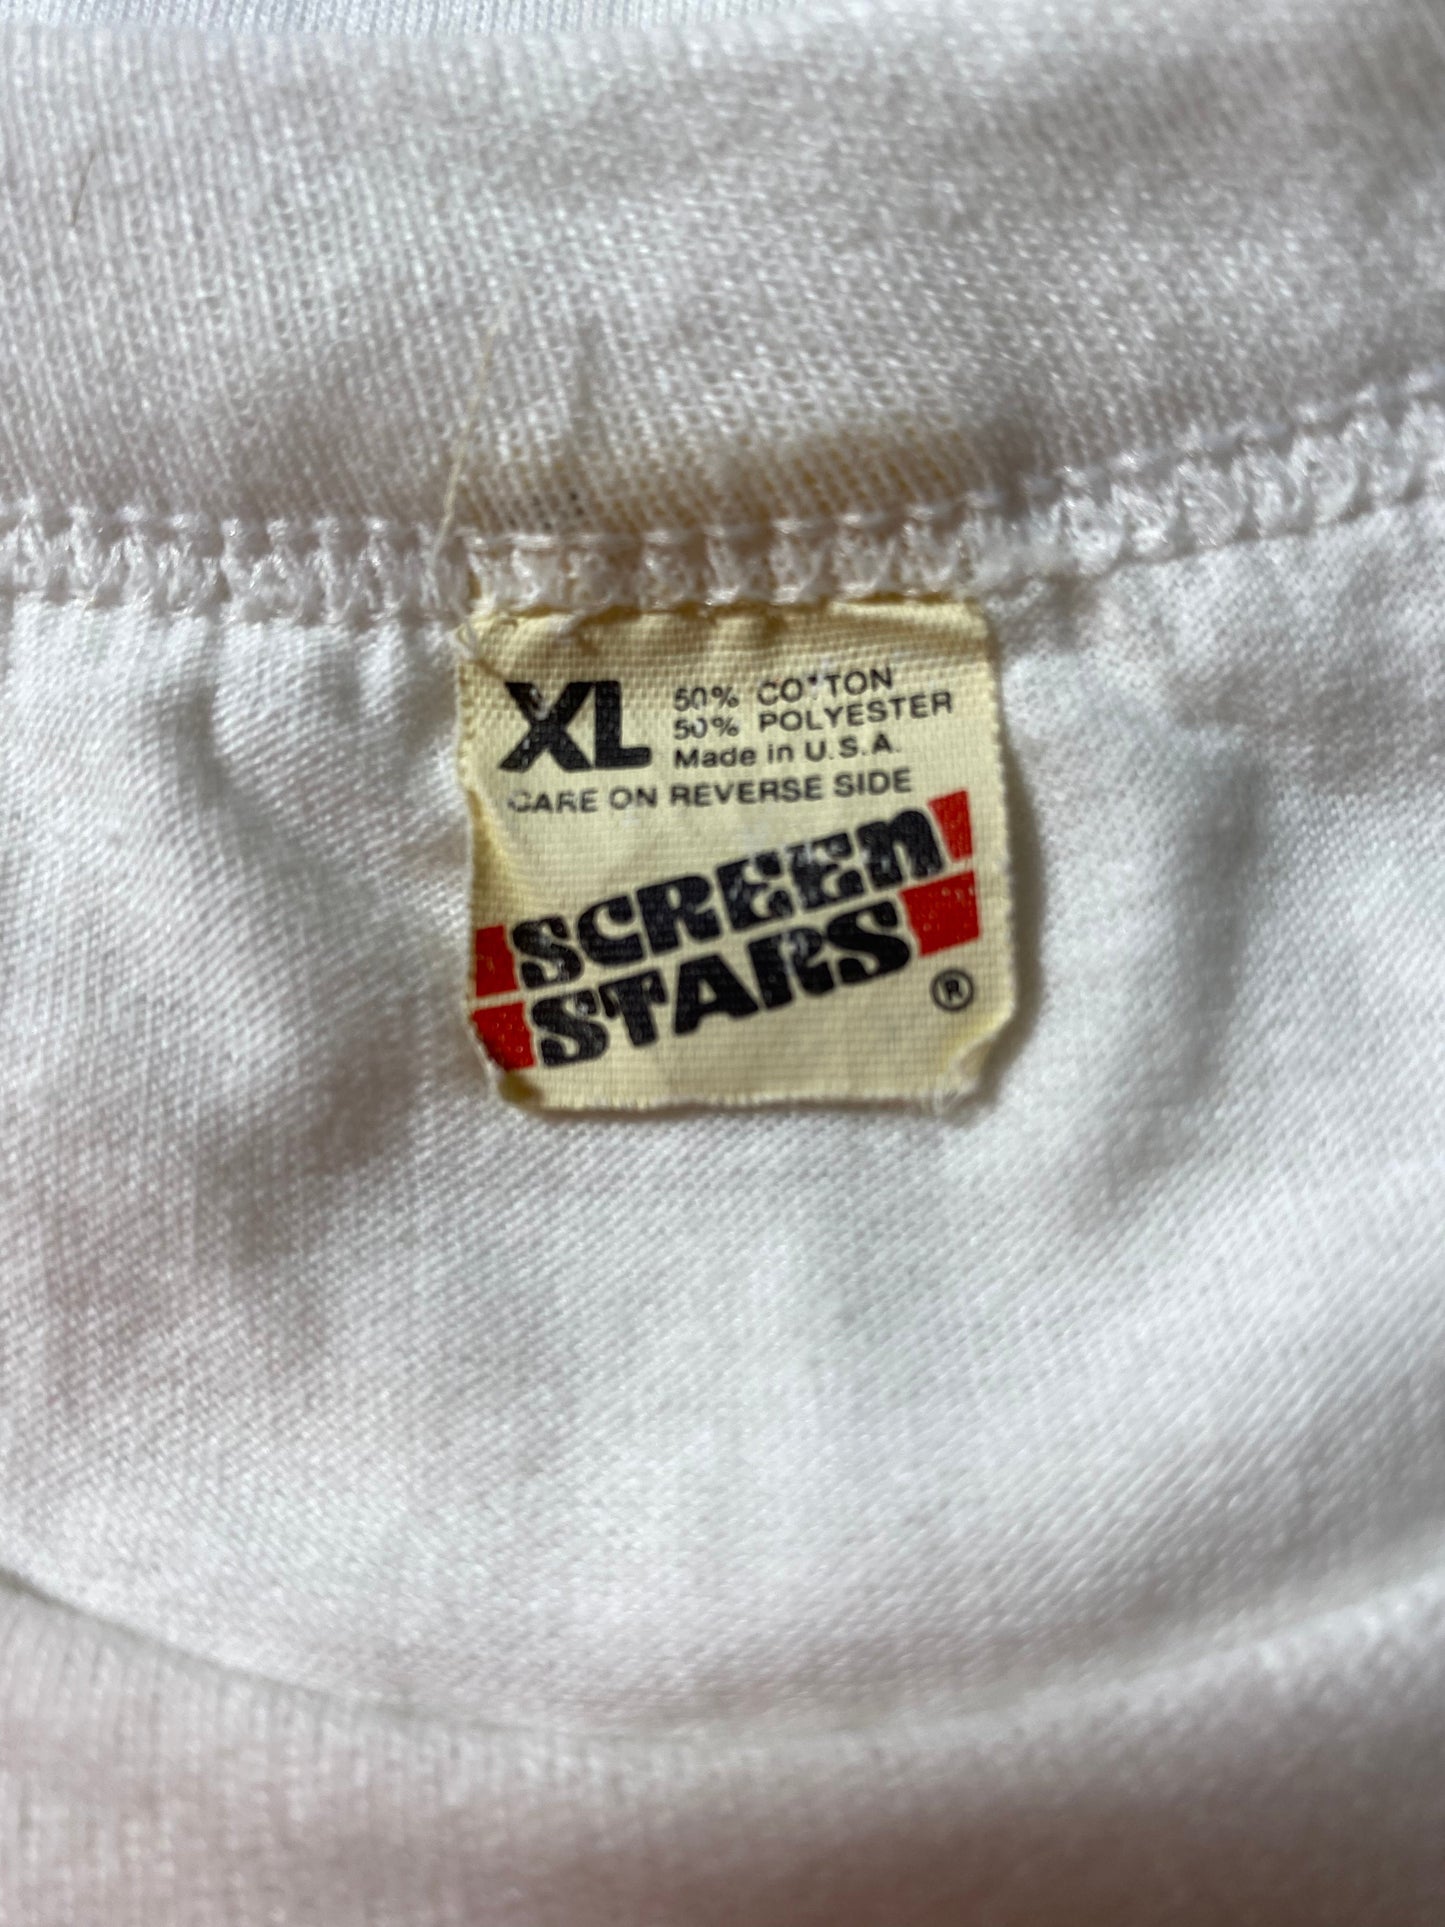 XL
50% COTTON
50% POLYESTER
Made in U.S.A.
CARE ON REVERSE SIDE
SCREEN
STARS
®